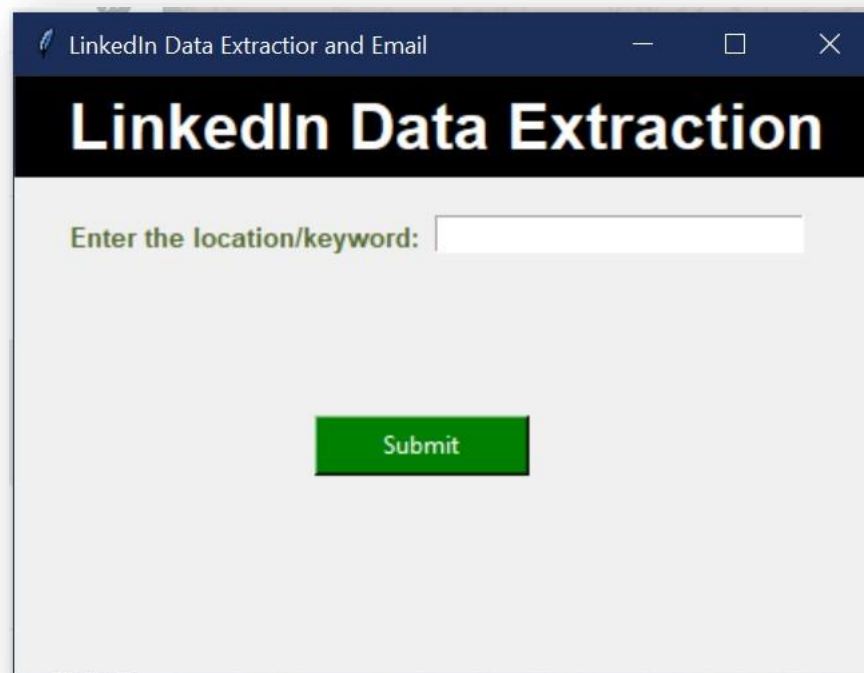 LinkedIn Data Extractior and Email
LinkedIn Data Extraction
Enter the location/keyword:
Submit